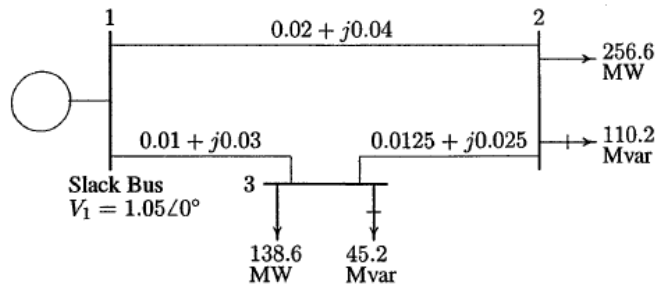 1
2
0.02 + j0.04
256.6
MW
0.01 + j0.03
0.0125 + j0.025
110.2
Mvar
Slack Bus
V₁ = 1.05∠0°
3
138.6
MW
45.2
Mvar